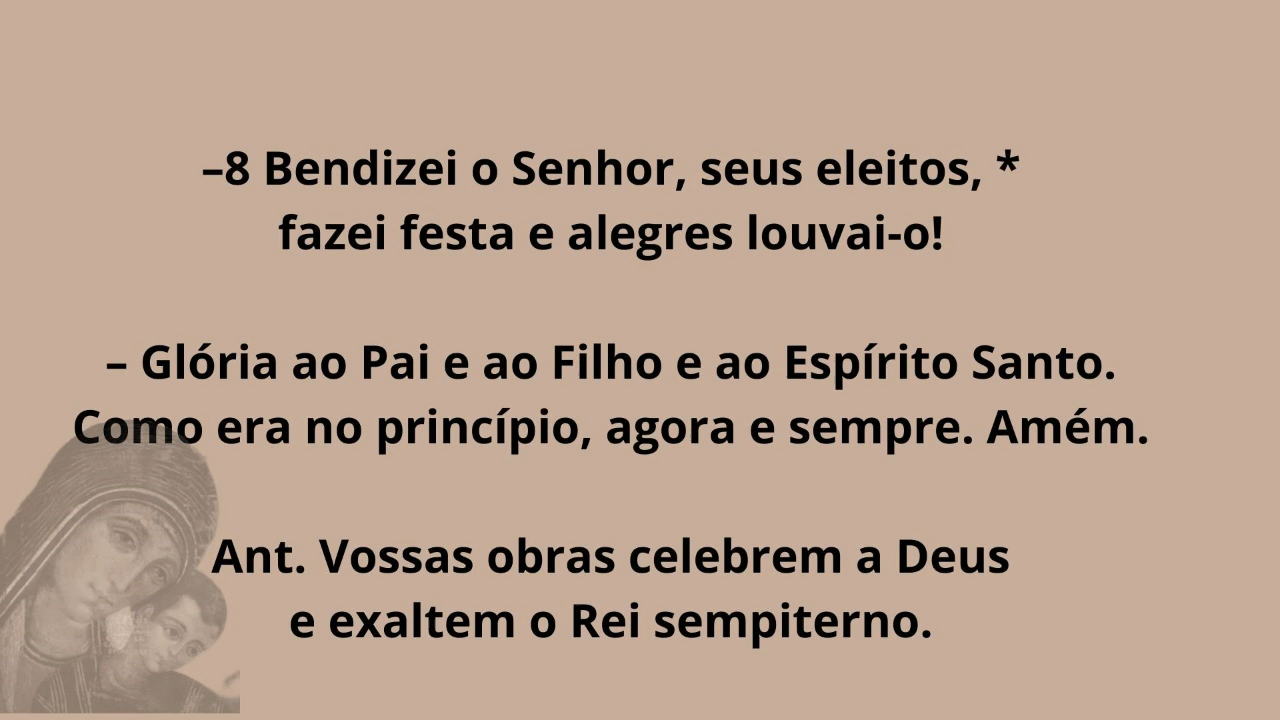 –8 Bendizei o Senhor, seus eleitos, *
fazei festa e alegres louvai-o!
– Glória ao Pai e ao Filho e ao Espírito Santo.
Como era no princípio, agora e sempre. Amém.
Ant. Vossas obras celebrem a Deus
e exaltem o Rei sempiterno.